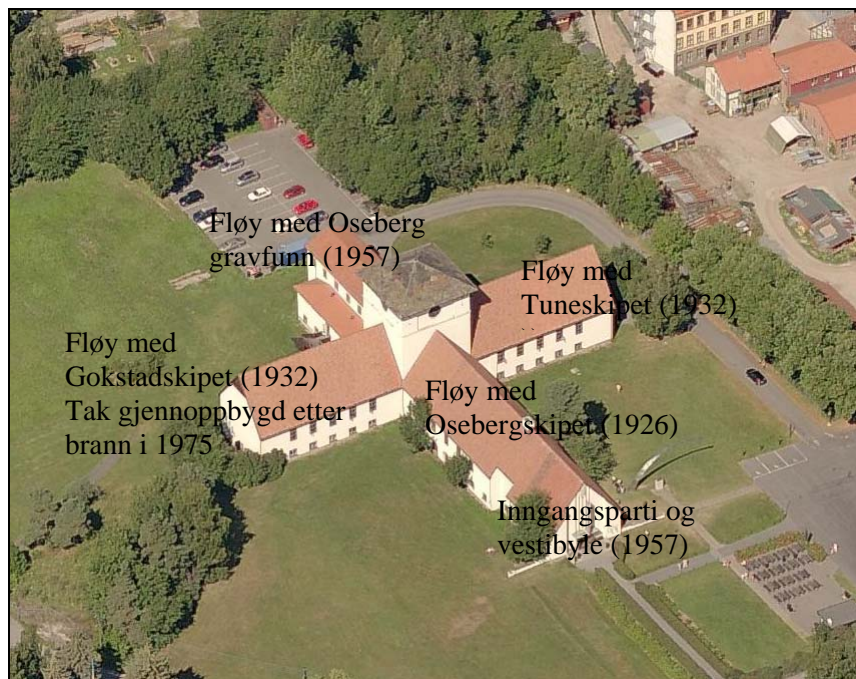 Fløy med Oseberg
gravfunn (1957)
Fløy med
Tuneskipet (1932)
Fløy med
Gokstadskipet (1932)
Tak gjennoppbygd etter
brann i 1975
Fløy med
Osebergskipet (1926)
Inngangsparti og
vestibyle (1957)